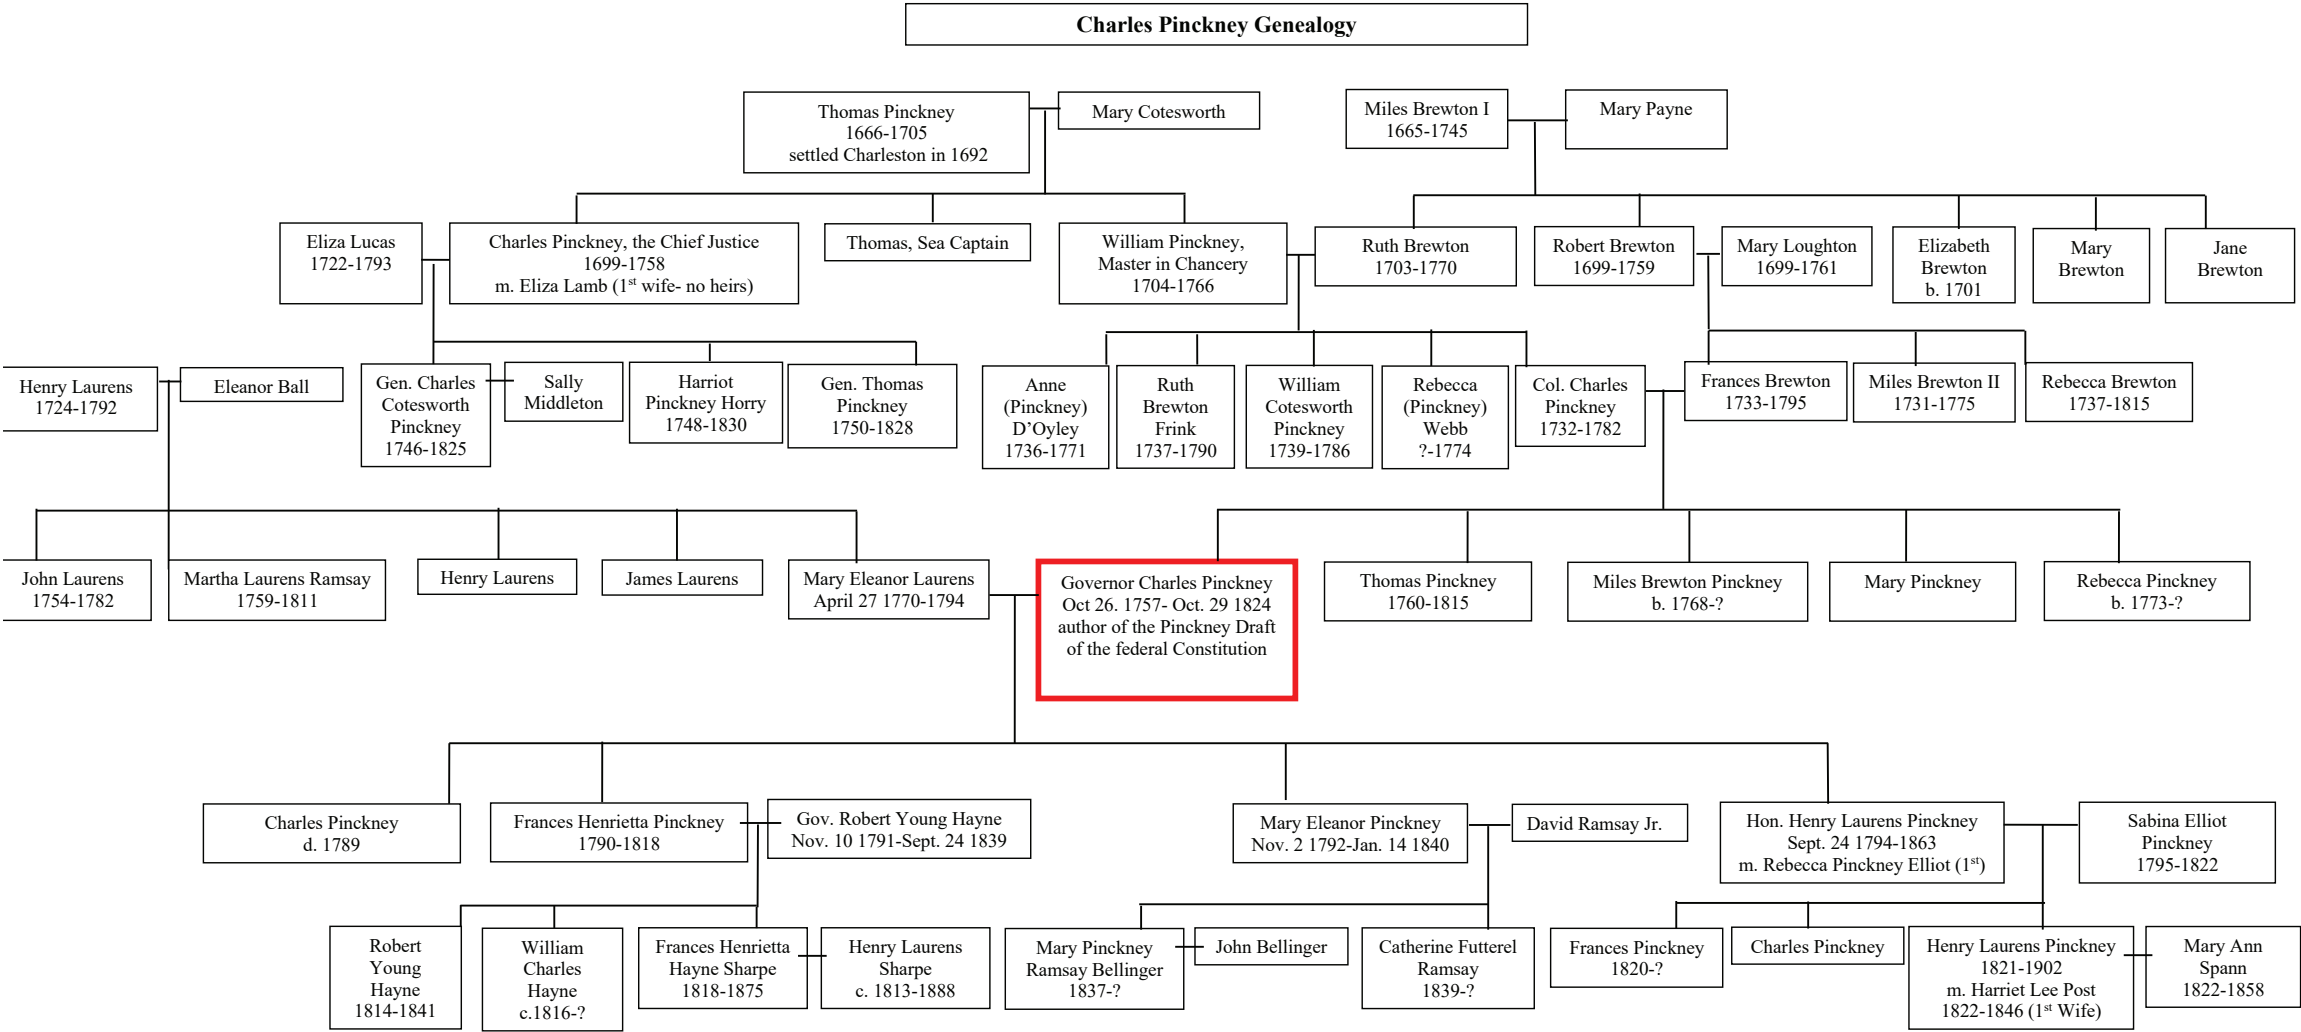 Charles Pinckney Genealogy
Thomas Pinckney
1666-1705
settled Charleston in 1692
Mary Cotesworth
Miles Brewton I
1665-1745
Mary Payne
Eliza Lucas
1722-1793
Charles Pinckney, the Chief Justice
1699-1758
m. Eliza Lamb (1st wife- no heirs)
Thomas, Sea Captain
William Pinckney,
Master in Chancery
1704-1766
Ruth Brewton
1703-1770
Robert Brewton
1699-1759
Mary Loughton
1699-1761
Elizabeth
Brewton
b. 1701
Mary
Brewton
Jane
Brewton
Henry Laurens
1724-1792
Eleanor Ball
Gen. Charles
Cotesworth
Pinckney
1746-1825
Sally
Middleton
Harriot
Pinckney Horry
1748-1830
Gen. Thomas
Pinckney
1750-1828
Anne
(Pinckney)
D’Oyley
1736-1771
Ruth
Brewton
Frink
1737-1790
William
Cotesworth
Pinckney
1739-1786
Rebecca
(Pinckney)
Webb
?-1774
Col. Charles
Pinckney
1732-1782
Frances Brewton
1733-1795
Miles Brewton II
1731-1775
Rebecca Brewton
1737-1815
John Laurens
1754-1782
Martha Laurens Ramsay
1759-1811
Henry Laurens
James Laurens
Mary Eleanor Laurens
April 27 1770-1794
Governor Charles Pinckney
Oct 26. 1757- Oct. 29 1824
author of the Pinckney Draft
of the federal Constitution
Thomas Pinckney
1760-1815
Miles Brewton Pinckney
b. 1768-?
Mary Pinckney
Rebecca Pinckney
b. 1773-?
Charles Pinckney
d. 1789
Frances Henrietta Pinckney
1790-1818
Gov. Robert Young Hayne
Nov. 10 1791-Sept. 24 1839
Mary Eleanor Pinckney
Nov. 2 1792-Jan. 14 1840
David Ramsay Jr.
Hon. Henry Laurens Pinckney
Sept. 24 1794-1863
m. Rebecca Pinckney Elliot (1st)
Sabina Elliot
Pinckney
1795-1822
Robert
Young
Hayne
1814-1841
William
Charles
Hayne
c.1816-?
Frances Henrietta
Hayne Sharpe
1818-1875
Henry Laurens
Sharpe
c. 1813-1888
Mary Pinckney
Ramsay Bellinger
1837-?
John Bellinger
Catherine Futterel
Ramsay
1839-?
Frances Pinckney
1820-?
Charles Pinckney
Henry Laurens Pinckney
1821-1902
m. Harriet Lee Post
1822-1846 (1st Wife)
Mary Ann
Spann
1822-1858